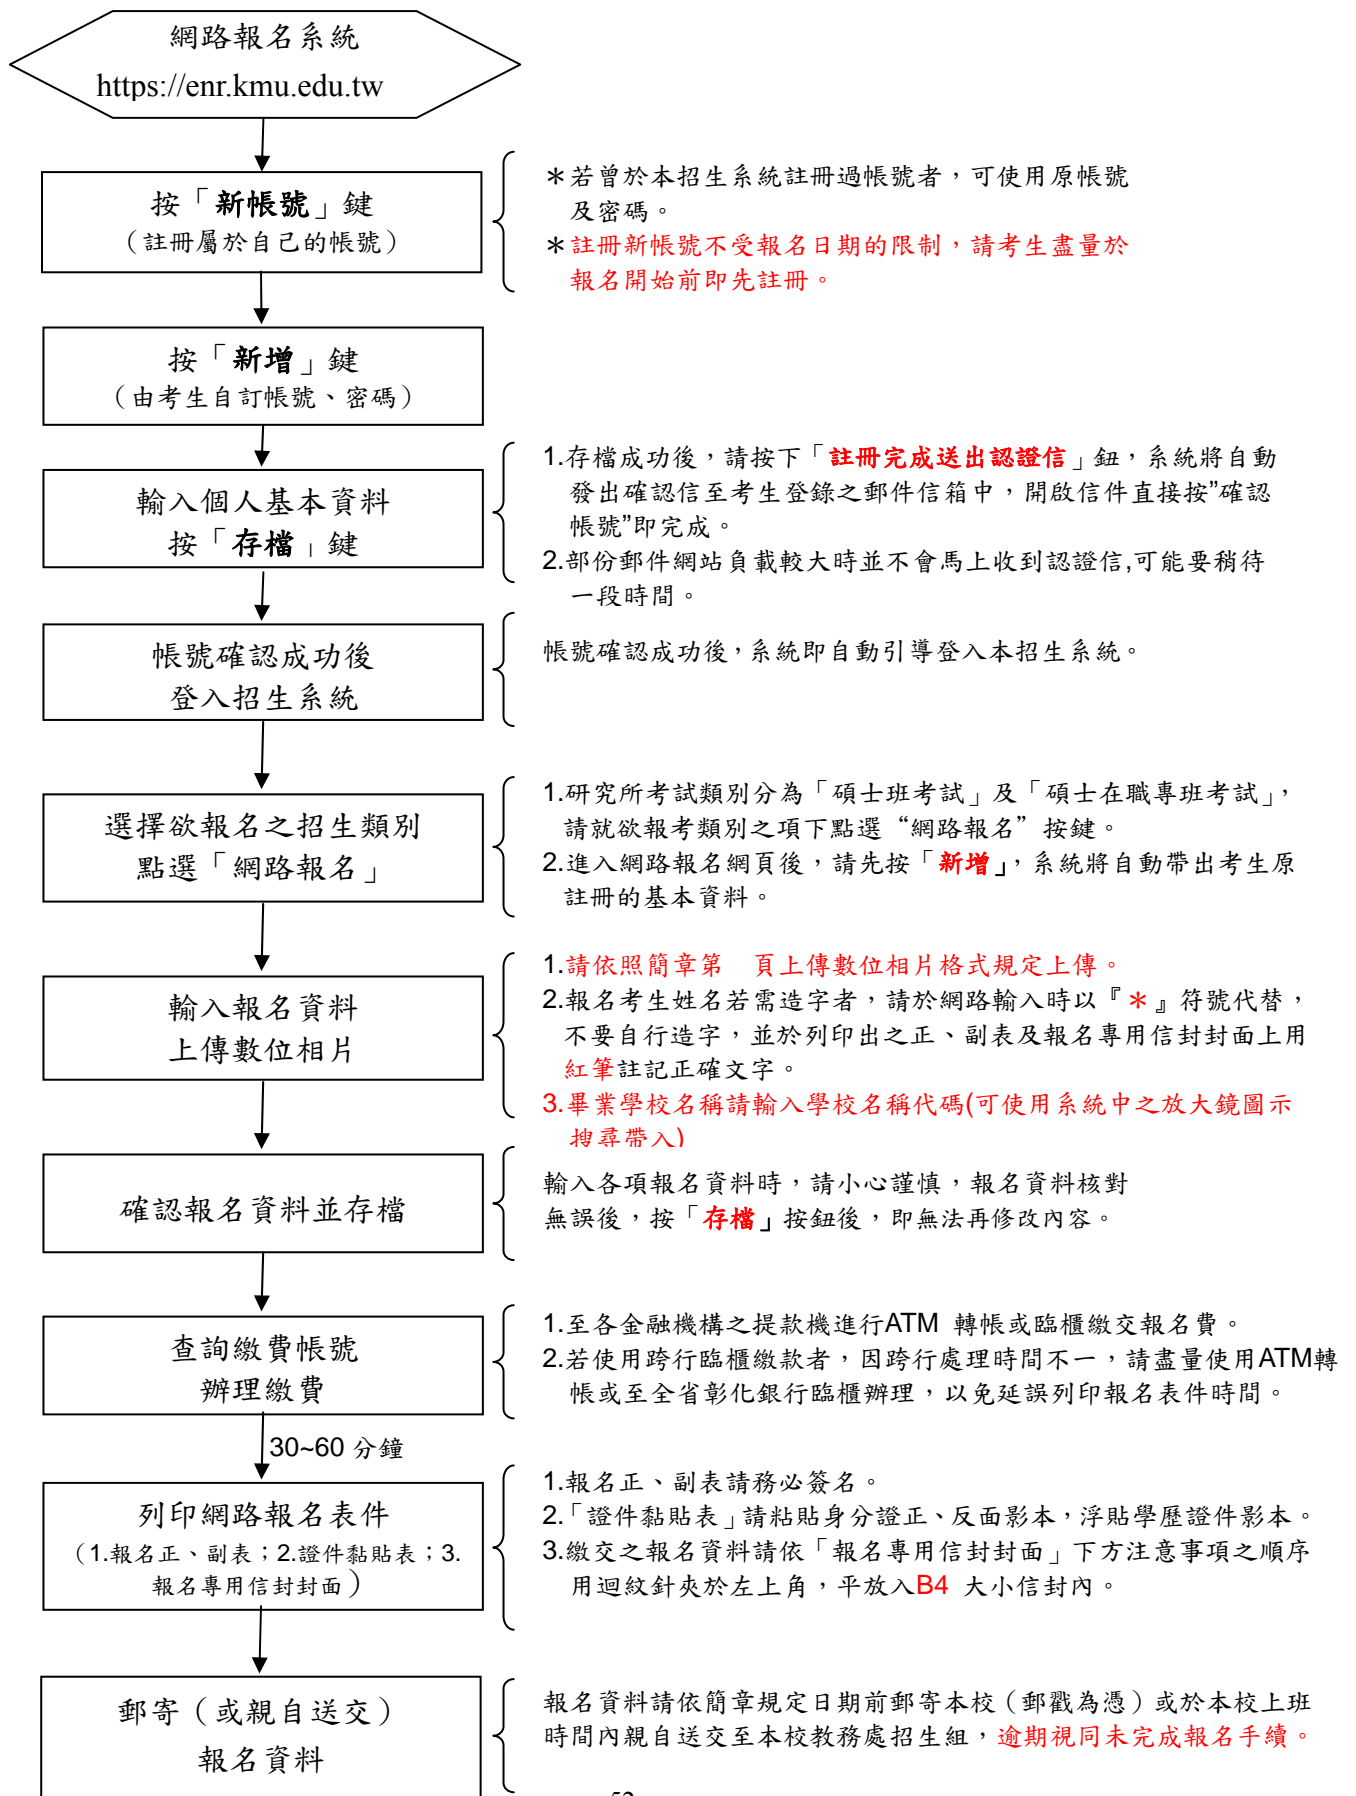 網路報名系統
https://enr.kmu.edu.tw
按「新帳號」鍵
（註冊屬於自己的帳號）
＊若曾於本招生系統註冊過帳號者，可使用原帳號
及密碼。
＊註冊新帳號不受報名日期的限制，請考生盡量於
報名開始前即先註冊。
按「新增」鍵
（由考生自訂帳號、密碼）
輸入個人基本資料
按「存檔」鍵
1.存檔成功後，請按下「註冊完成送出認證信」鈕，系統將自動
發出確認信至考生登錄之郵件信箱中，開啟信件直接按”確認
帳號”即完成。
2.部份郵件網站負載較大時並不會馬上收到認證信,可能要稍待
一段時間。
帳號確認成功後
登入招生系統
帳號確認成功後，系統即自動引導登入本招生系統。
選擇欲報名之招生類別
點選「網路報名」
1.研究所考試類別分為「碩士班考試」及「碩士在職專班考試」，
請就欲報考類別之項下點選“網路報名”按鍵。
2.進入網路報名網頁後，請先按「新增」，系統將自動帶出考生原
註冊的基本資料。
輸入報名資料
上傳數位相片
1.請依照簡章第　頁上傳數位相片格式規定上傳。
2.報名考生姓名若需造字者，請於網路輸入時以『＊』符號代替，
不要自行造字，並於列印出之正、副表及報名專用信封封面上用
紅筆註記正確文字。
3.畢業學校名稱請輸入學校名稱代碼(可使用系統中之放大鏡圖示
搜尋帶入)
確認報名資料並存檔
輸入各項報名資料時，請小心謹慎，報名資料核對
無誤後，按「存檔」按鈕後，即無法再修改內容。
查詢繳費帳號
辦理繳費
1.至各金融機構之提款機進行ATM 轉帳或臨櫃繳交報名費。
2.若使用跨行臨櫃繳款者，因跨行處理時間不一，請盡量使用ATM轉
帳或至全省彰化銀行臨櫃辦理，以免延誤列印報名表件時間。
30~60 分鐘
列印網路報名表件
（1.報名正、副表；2.證件黏貼表；3.
報名專用信封封面）
1.報名正、副表請務必簽名。
2.「證件黏貼表」請粘貼身分證正、反面影本，浮貼學歷證件影本。
3.繳交之報名資料請依「報名專用信封封面」下方注意事項之順序
用迴紋針夾於左上角，平放入B4 大小信封內。
郵寄（或親自送交）
報名資料
報名資料請依簡章規定日期前郵寄本校（郵戳為憑）或於本校上班
時間內親自送交至本校教務處招生組，逾期視同未完成報名手續。